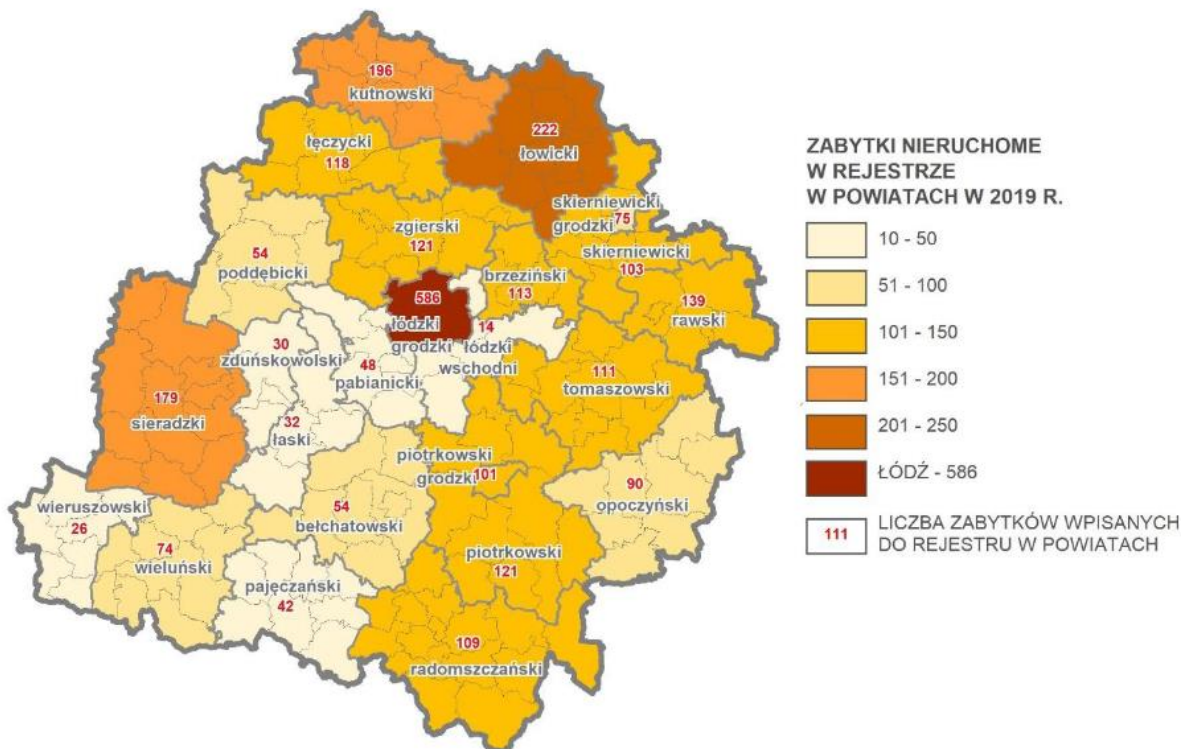 196
kutnowski
222
łowicki
łęczycki
118
skierniewicki
grodzki
75
zgierski
121
skierniewicki
103
54
poddębicki
brzeziński
113
139
rawski
586
łódzki
grodzki
14
łódzki
wschodni
30
zduńskowolski
48
pabianicki
111
tomaszowski
179
sieradzki
32
łaski
piotrkowski
grodzki
101
90
opoczyński
wieruszowski
26
54
bełchatowski
74
wieluński
piotrkowski
121
pajęczański
42
109
radomszczański
ZABYTKI NIERUCHOME
W REJESTRZE
W POWIATACH W 2019 R.
10 - 50
51 - 100
101 - 150
151 - 200
201 - 250
ŁÓDŹ - 586
111 LICZBA ZABYTKÓW WPISANYCH
DO REJESTRU W POWIATACH